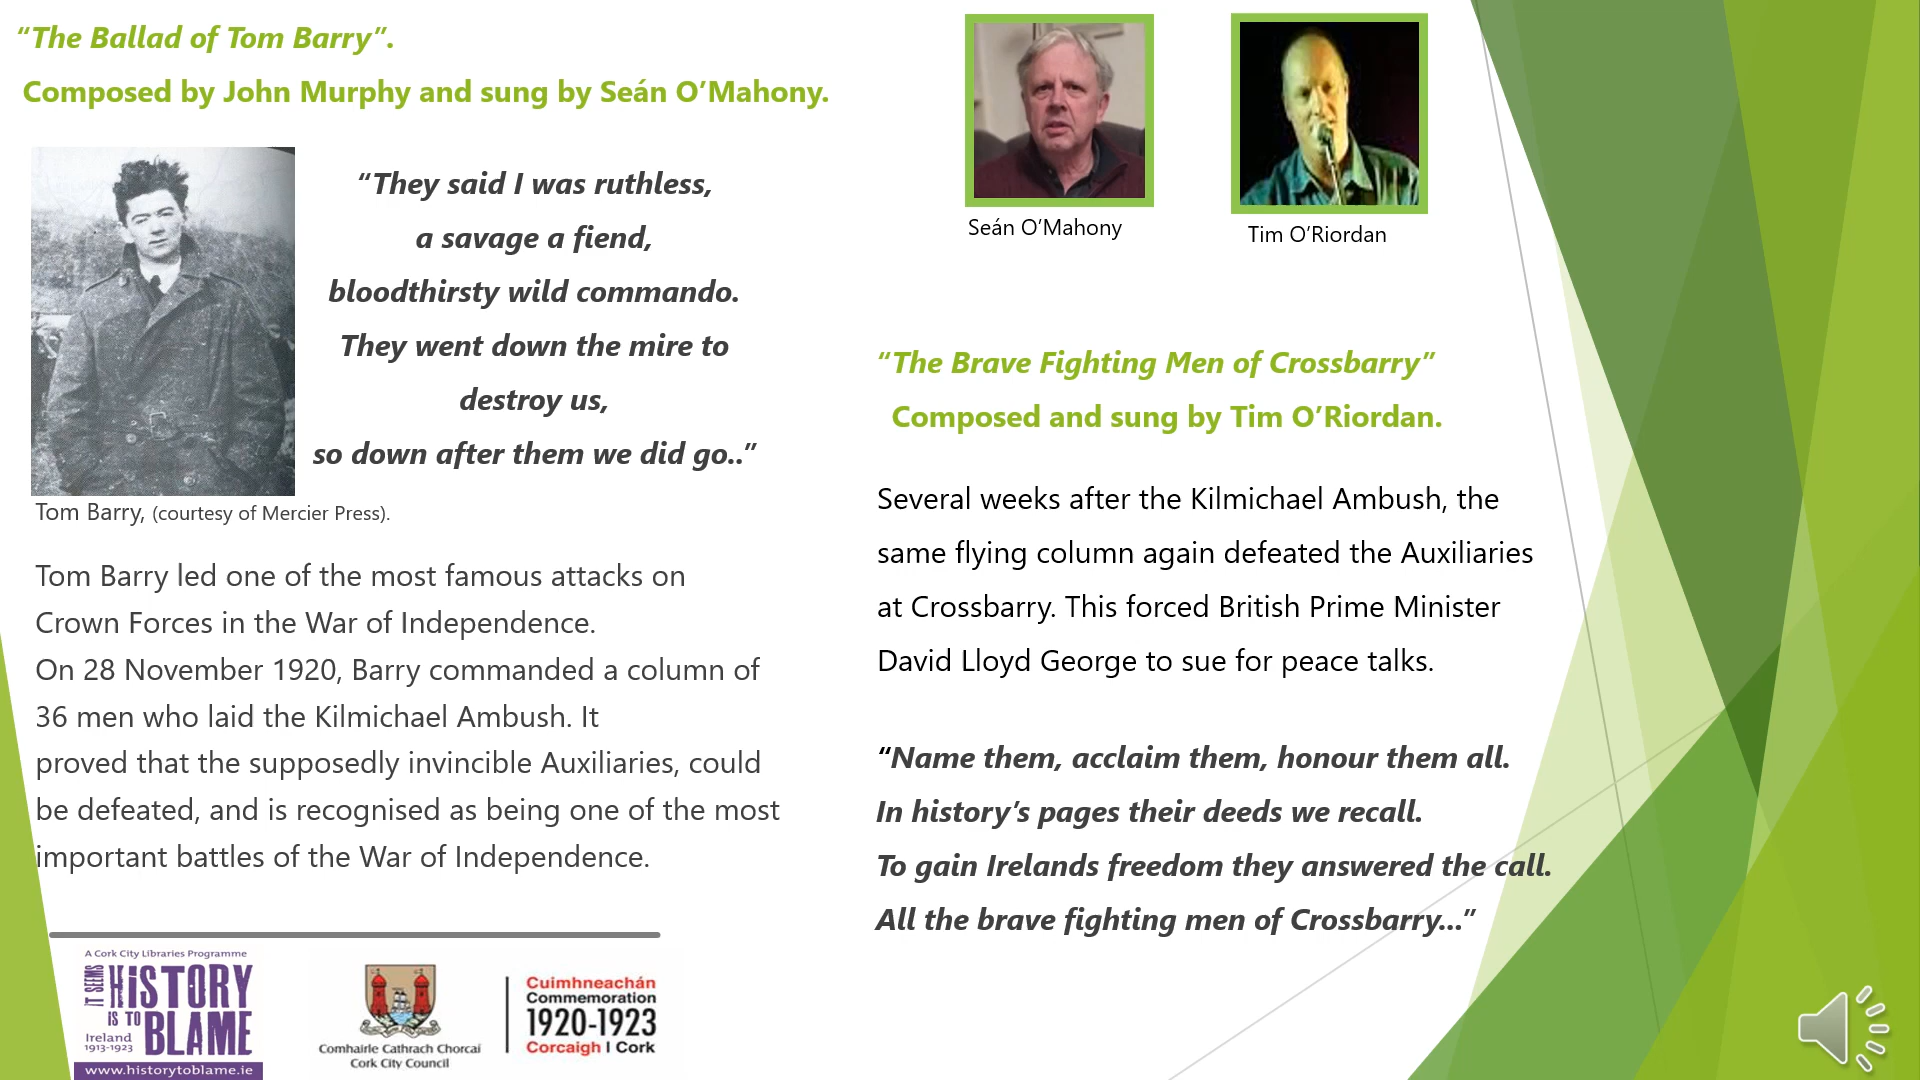 “The Ballad of Tom Barry”.
Composed by John Murphy and sung by Seán O’Mahony.
“They said I was ruthless,
a savage a fiend,
bloodthirsty wild commando.
They went down the mire to
destroy us,
so down after them we did go..”
Tom Barry, (courtesy of Mercier Press).
Tom Barry led one of the most famous attacks on
Crown Forces in the War of Independence.
On 28 November 1920, Barry commanded a column of
36 men who laid the Kilmichael Ambush. It
proved that the supposedly invincible Auxiliaries, could
be defeated, and is recognised as being one of the most
important battles of the War of Independence.
A Cork City Libraries Programme
IT SEEMS
HiSTORY
IS TO BLAME
Ireland
1913-1923
www.historytoblame.ie
Comhairle Cathrach Chorcaí
Cork City Council
Cuimhneachán
Commemoration
1920-1923
Corcaigh | Cork
Seán O’Mahony
Tim O’Riordan
“The Brave Fighting Men of Crossbarry”
Composed and sung by Tim O’Riordan.
Several weeks after the Kilmichael Ambush, the
same flying column again defeated the Auxiliaries
at Crossbarry. This forced British Prime Minister
David Lloyd George to sue for peace talks.
“Name them, acclaim them, honour them all.
In history’s pages their deeds we recall.
To gain Irelands freedom they answered the call.
All the brave fighting men of Crossbarry...”